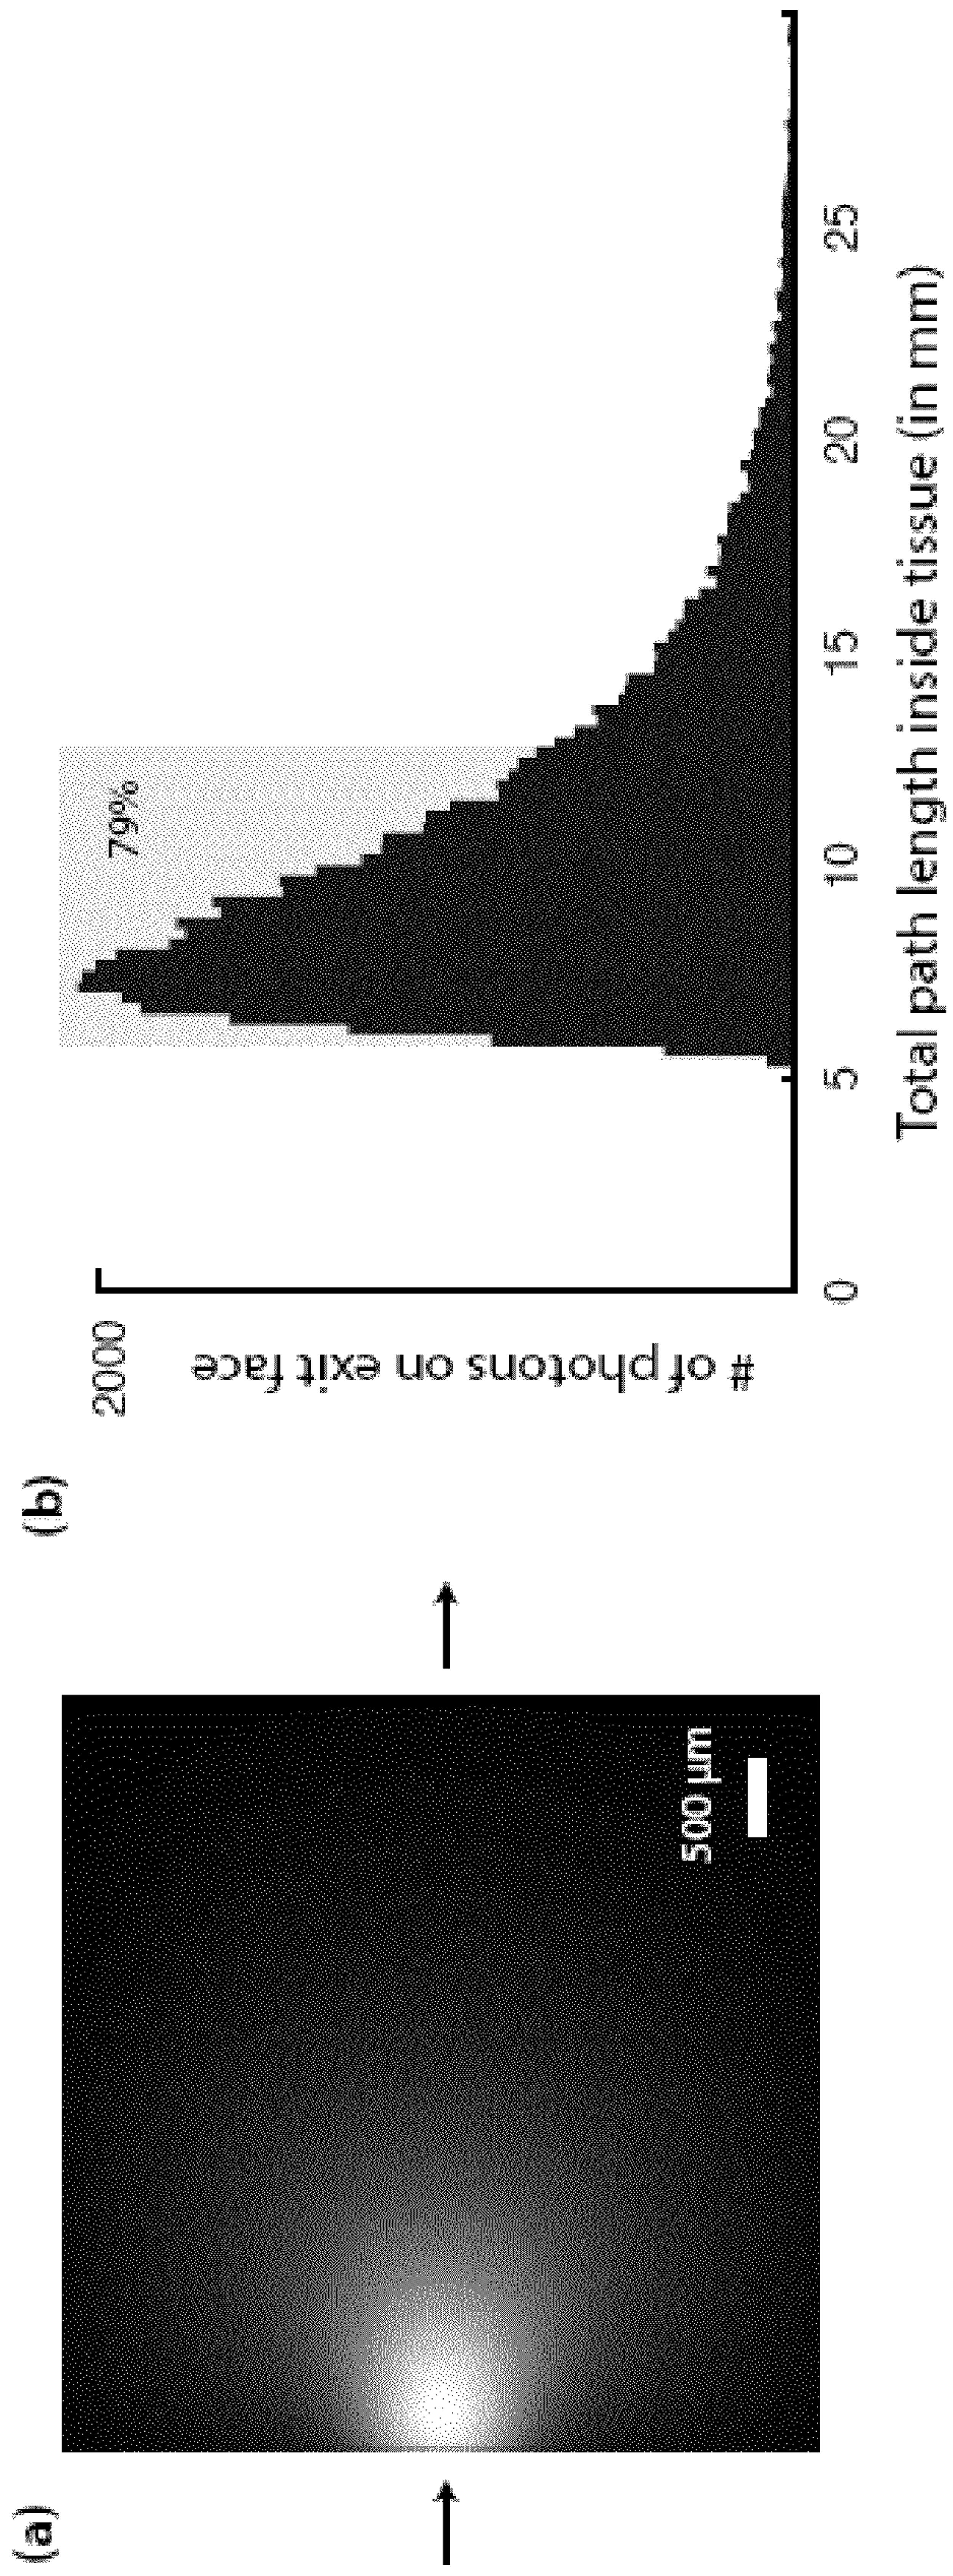 (a)
500 µm
(b)
# of photons on exit face
2000
79%
0 5 10 15 20 25
Total path length inside tissue (in mm)